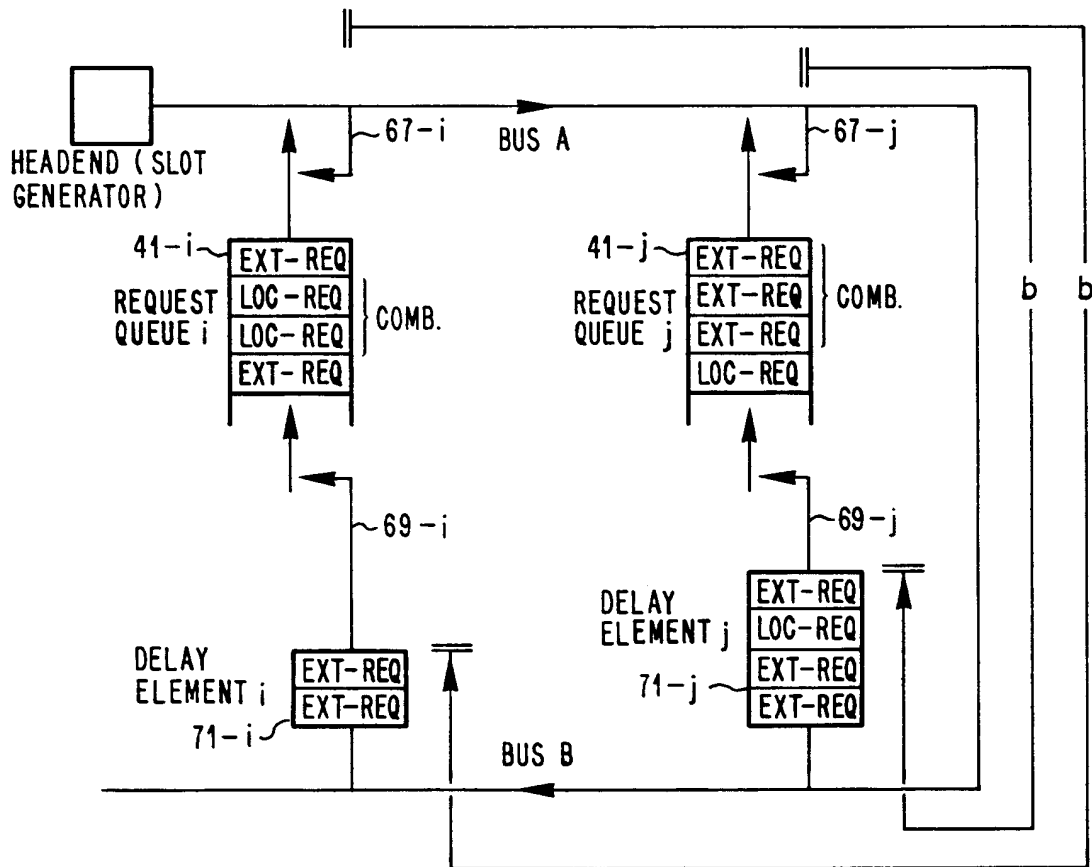 67-i
67-j
BUS A
HEADEND (SLOT
GENERATOR)
41-i
EXT-REQ
LOC-REQ
LOC-REQ
EXT-REQ
REQUEST
QUEUE i
COMB.
41-j
EXT-REQ
EXT-REQ
EXT-REQ
LOC-REQ
REQUEST
QUEUE j
COMB.
b
b
69-i
69-j
DELAY
ELEMENT i
EXT-REQ
EXT-REQ
71-i
DELAY
ELEMENT j
EXT-REQ
LOC-REQ
EXT-REQ
EXT-REQ
71-j
BUS B